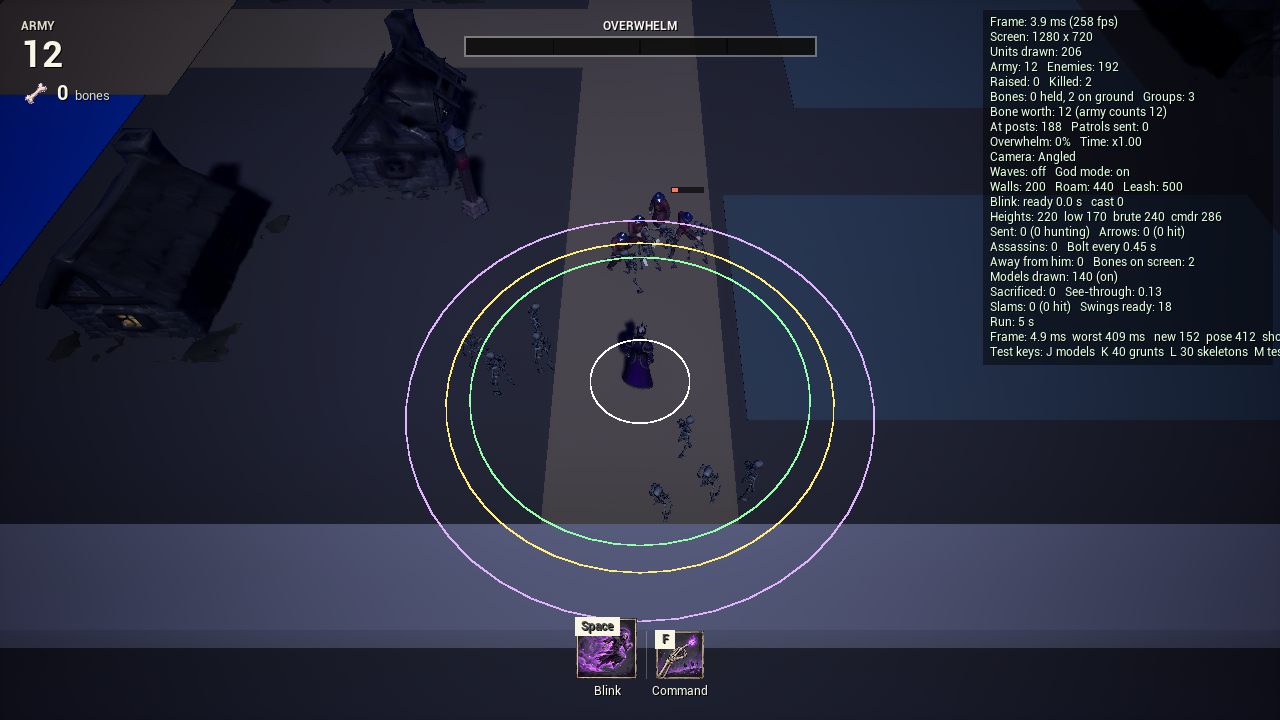 ARMY
12
0 bones
OVERWHELM
Frame: 3.9 ms (258 fps)
Screen: 1280 x 720
Units drawn: 206
Army: 12 Enemies: 192
Raised: 0 Killed: 2
Bones: 0 held, 2 on ground Groups: 3
Bone worth: 12 (army counts 12)
At posts: 188 Patrols sent: 0
Overwhelm: 0% Time: x1.00
Camera: Angled
Waves: off God mode: on
Walls: 200 Roam: 440 Leash: 500
Blink: ready 0.0 s cast 0
Heights: 220 low 170 brute 240 cmdr 286
Sent: 0 (0 hunting) Arrows: 0 (0 hit)
Assassins: 0 Bolt every 0.45 s
Away from him: 0 Bones on screen: 2
Models drawn: 140 (on)
Sacrificed: 0 See-through: 0.13
Slams: 0 (0 hit) Swings ready: 18
Run: 5 s
Frame: 4.9 ms worst 409 ms new 152 pose 412 sho
Test keys: J models K 40 grunts L 30 skeletons M tes
Space
F
Blink
Command